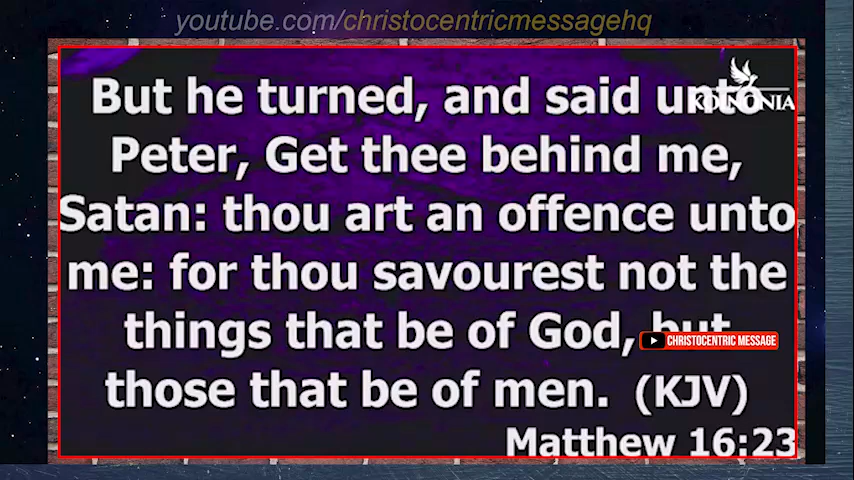 youtube.com/christocentricmessagehq
KOINONIA
But he turned, and said unto
Peter, Get thee behind me,
Satan: thou art an offence unto
me: for thou savourest not the
things that be of God, but
CHRISTOCENTRIC MESSAGE
those that be of men. (KJV)
Matthew 16:23